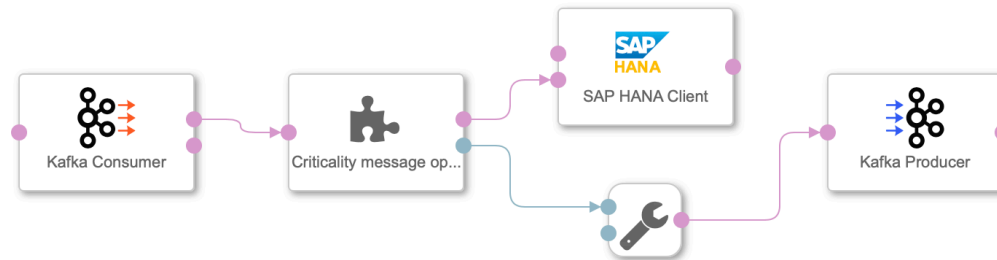 Kafka Consumer
Criticality message op...
SAP
HANA
SAP HANA Client
Kafka Producer